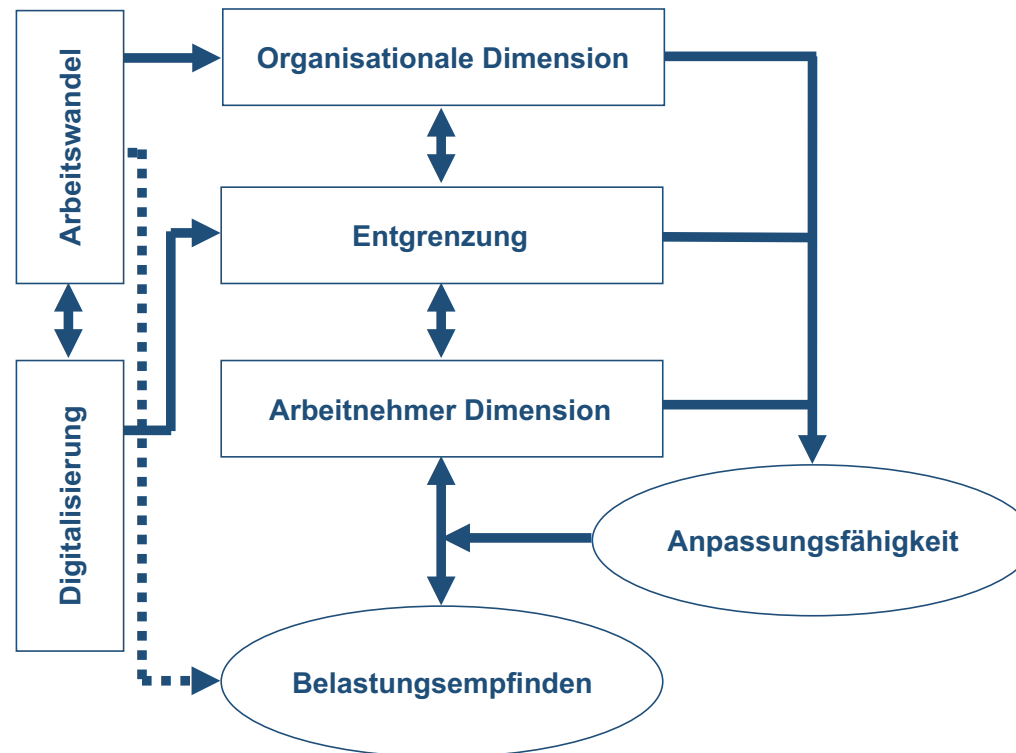 Arbeitswandel
Organisationale Dimension
Entgrenzung
Digitalisierung
Arbeitnehmer Dimension
Anpassungsfähigkeit
Belastungsempfinden